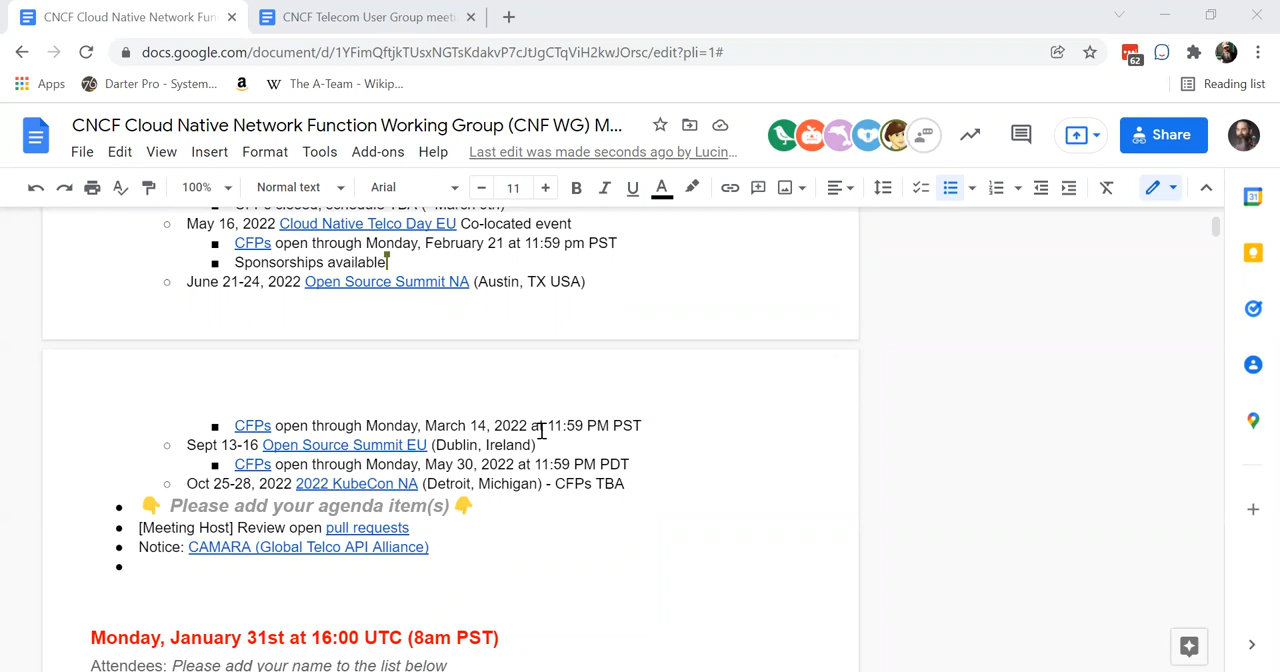 CNCF Cloud Native Network Fun
CNCF Telecom User Group meeti
docs.google.com/document/d/1YFimQftjkTUsxNGTsKdakvP7cJtJgCTqViH2kwJOrsc/edit?pli=1#
62
Apps
Darter Pro - System...
The A-Team - Wikip...
Reading list
CNCF Cloud Native Network Function Working Group (CNF WG) M...
Share
File Edit View Insert Format Tools Add-ons Help Last edit was made seconds ago by Lucin...
100% Normal text Arial 11 B I U A
31
May 16, 2022 Cloud Native Telco Day EU Co-located event
CFPs open through Monday, February 21 at 11:59 pm PST
Sponsorships available
June 21-24, 2022 Open Source Summit NA (Austin, TX USA)
CFPs open through Monday, March 14, 2022 at 11:59 PM PST
Sept 13-16 Open Source Summit EU (Dublin, Ireland)
CFPs open through Monday, May 30, 2022 at 11:59 PM PDT
Oct 25-28, 2022 2022 KubeCon NA (Detroit, Michigan) - CFPs TBA
👇 Please add your agenda item(s) 👇
[Meeting Host] Review open pull requests
Notice: CAMARA (Global Telco API Alliance)
Monday, January 31st at 16:00 UTC (8am PST)
Attendees: Please add your name to the list below